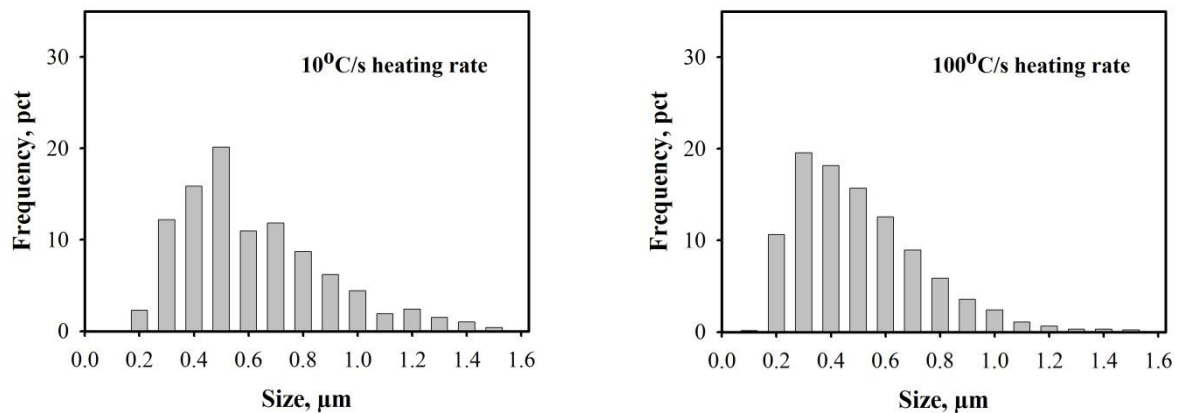 10⁰C/s heating rate
Frequency, pct
30
20
10
0
0.0 0.2 0.4 0.6 0.8 1.0 1.2 1.4 1.6
Size, μm
100⁰C/s heating rate
Frequency, pct
30
20
10
0
0.0 0.2 0.4 0.6 0.8 1.0 1.2 1.4 1.6
Size, μm